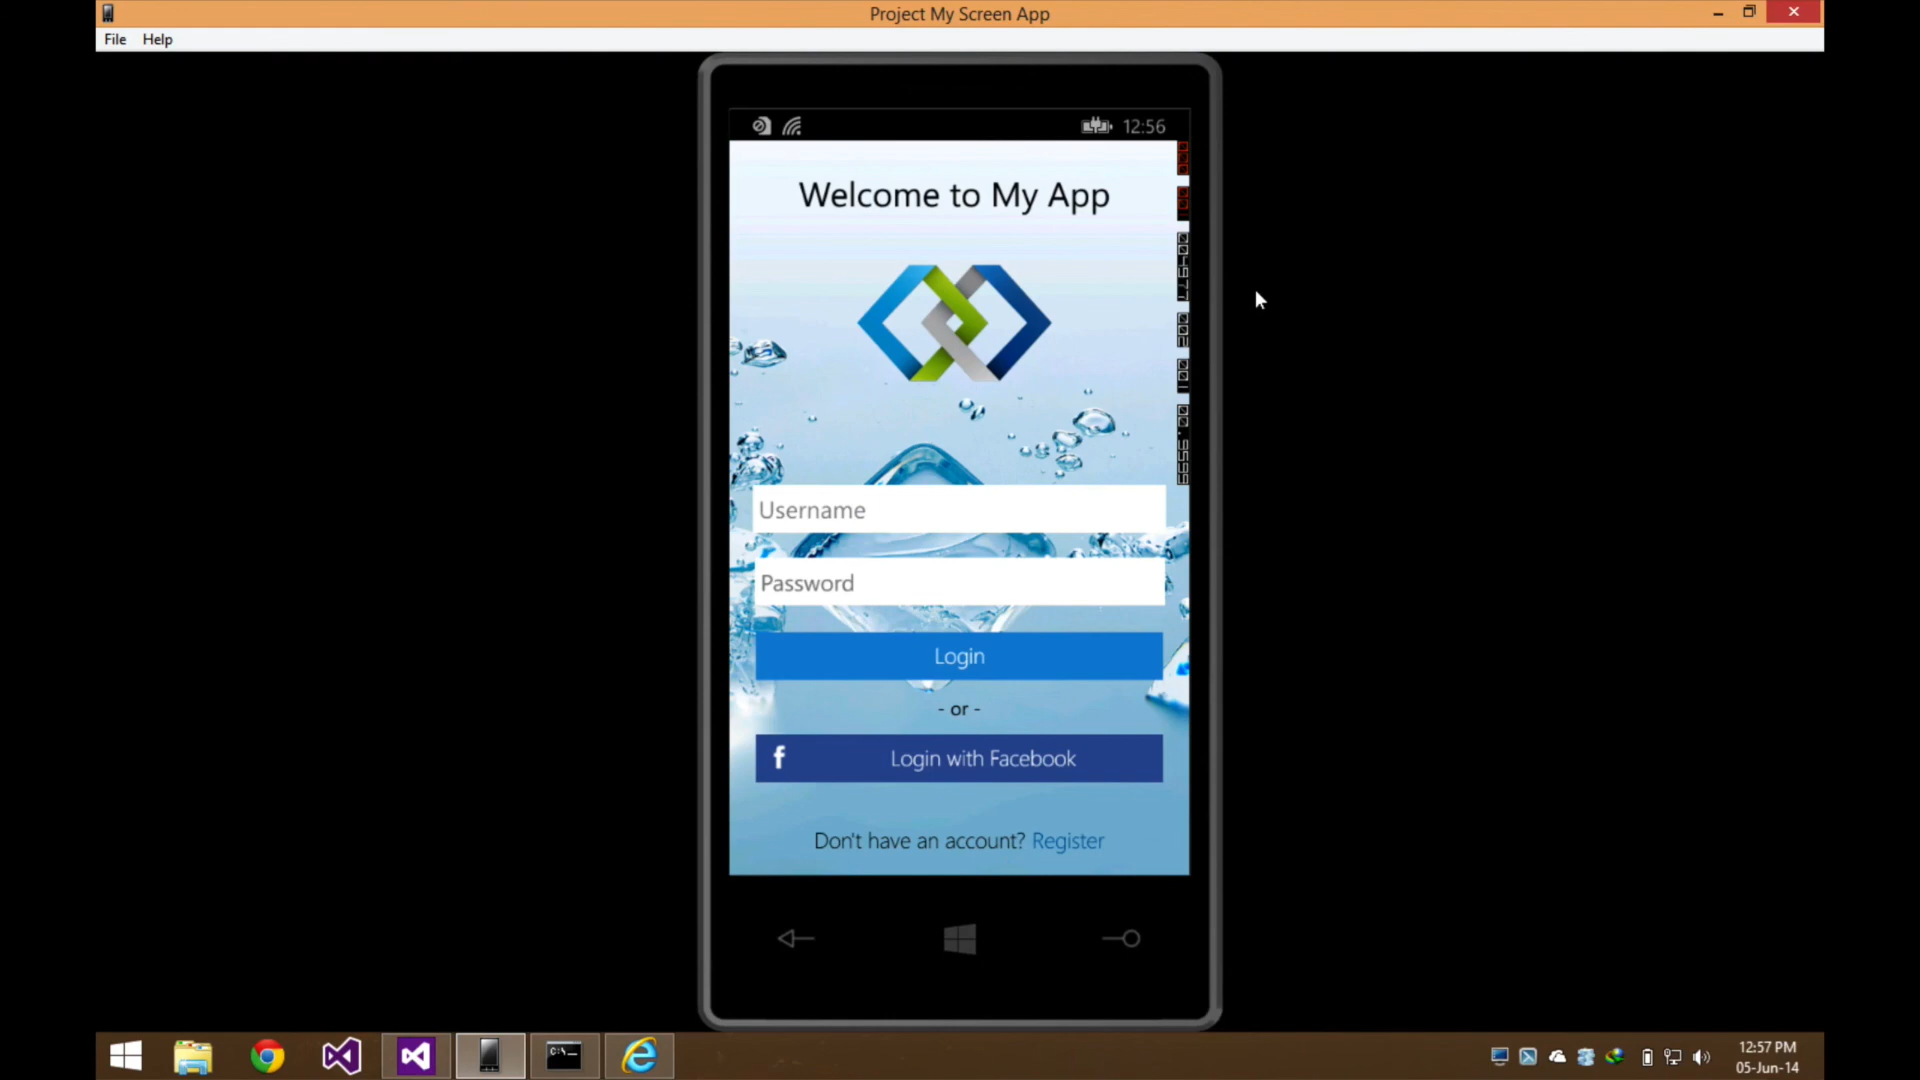 Project My Screen App
File Help
12:56
Welcome to My App
Username
Password
Login
- or -
f Login with Facebook
Don't have an account? Register
12:57 PM
05-Jun-14